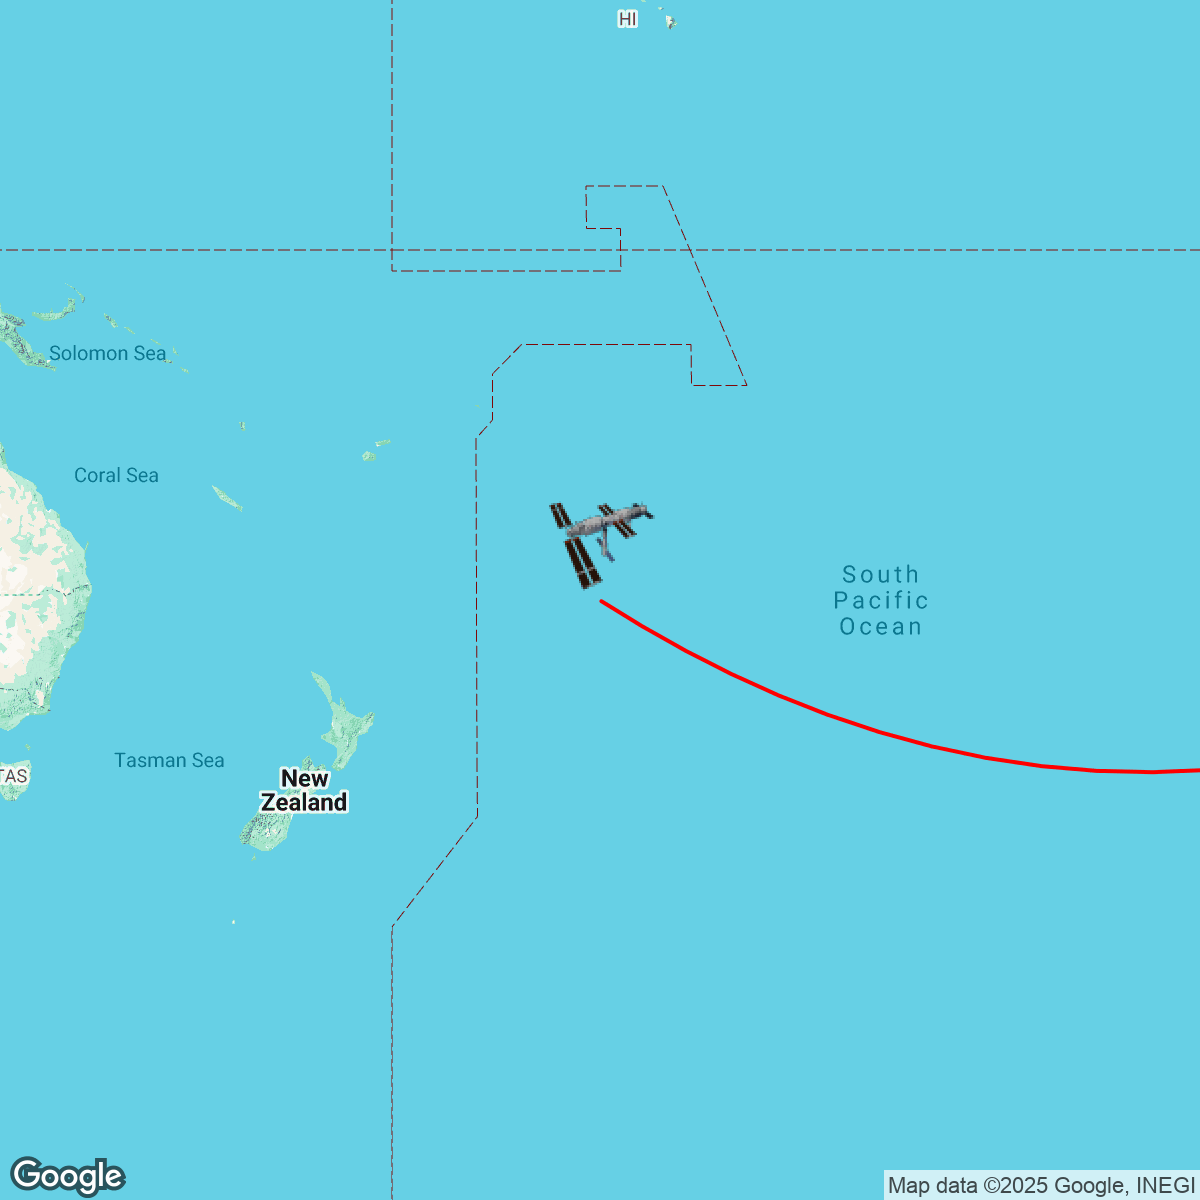 HI
Solomon Sea
Coral Sea
South
Pacific
Ocean
Tasman Sea
TAS
New
Zealand
Google
Map data ©2025 Google, INEGI